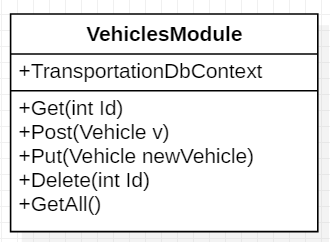 VehiclesModule
+TransportationDbContext
+Get(int Id)
+Post(Vehicle v)
+Put(Vehicle newVehicle)
+Delete(int Id)
+GetAll()